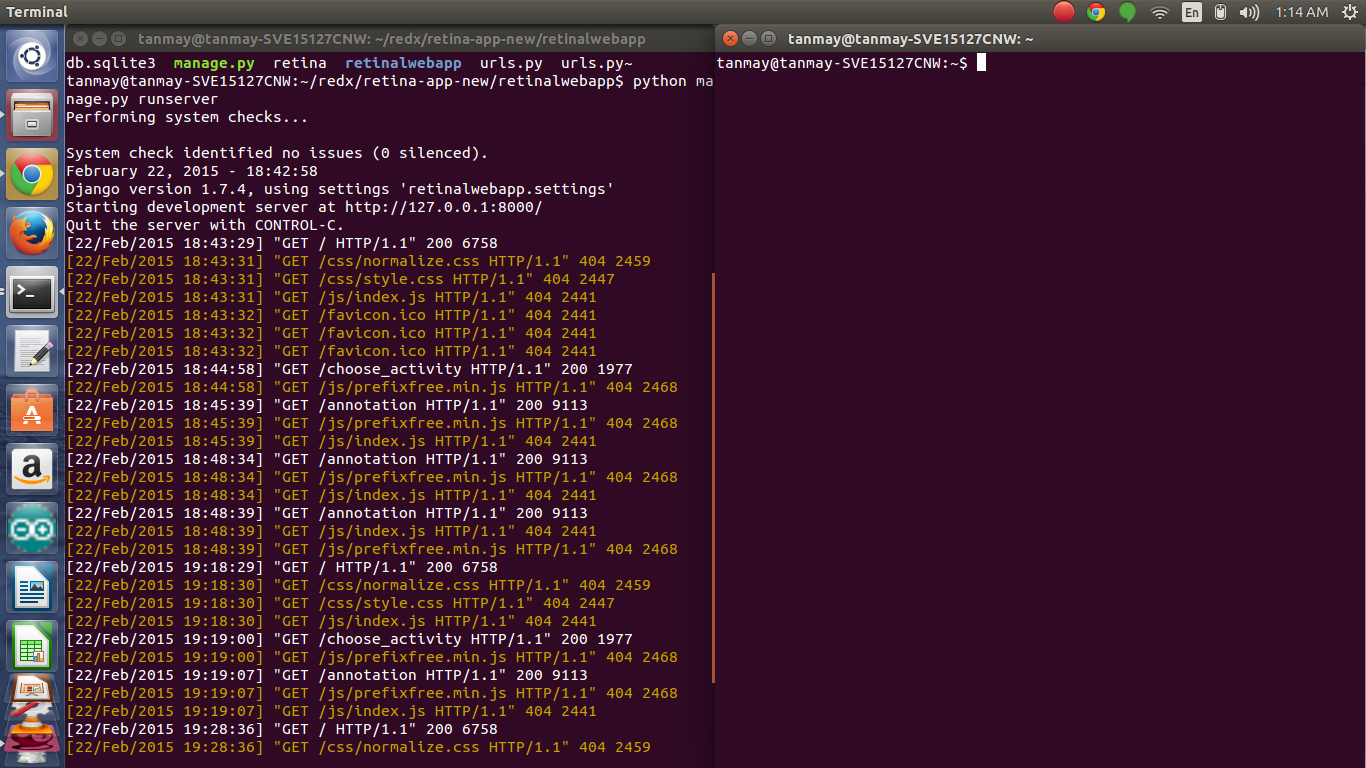 Terminal
En
1:14 AM
tanmay@tanmay-SVE15127CNW: ~/redx/retina-app-new/retinalwebapp
db.sqlite3  manage.py  retina  retinalwebapp  urls.py  urls.py~
tanmay@tanmay-SVE15127CNW:~/redx/retina-app-new/retinalwebapp$ python ma
nage.py runserver
Performing system checks...
System check identified no issues (0 silenced).
February 22, 2015 - 18:42:58
Django version 1.7.4, using settings 'retinalwebapp.settings'
Starting development server at http://127.0.0.1:8000/
Quit the server with CONTROL-C.
[22/Feb/2015 18:43:29] "GET / HTTP/1.1" 200 6758
[22/Feb/2015 18:43:31] "GET /css/normalize.css HTTP/1.1" 404 2459
[22/Feb/2015 18:43:31] "GET /css/style.css HTTP/1.1" 404 2447
[22/Feb/2015 18:43:31] "GET /js/index.js HTTP/1.1" 404 2441
[22/Feb/2015 18:43:32] "GET /favicon.ico HTTP/1.1" 404 2441
[22/Feb/2015 18:43:32] "GET /favicon.ico HTTP/1.1" 404 2441
[22/Feb/2015 18:43:32] "GET /favicon.ico HTTP/1.1" 404 2441
[22/Feb/2015 18:44:58] "GET /choose_activity HTTP/1.1" 200 1977
[22/Feb/2015 18:44:58] "GET /js/prefixfree.min.js HTTP/1.1" 404 2468
[22/Feb/2015 18:45:39] "GET /annotation HTTP/1.1" 200 9113
[22/Feb/2015 18:45:39] "GET /js/prefixfree.min.js HTTP/1.1" 404 2468
[22/Feb/2015 18:45:39] "GET /js/index.js HTTP/1.1" 404 2441
[22/Feb/2015 18:48:34] "GET /annotation HTTP/1.1" 200 9113
[22/Feb/2015 18:48:34] "GET /js/prefixfree.min.js HTTP/1.1" 404 2468
[22/Feb/2015 18:48:34] "GET /js/index.js HTTP/1.1" 404 2441
[22/Feb/2015 18:48:39] "GET /annotation HTTP/1.1" 200 9113
[22/Feb/2015 18:48:39] "GET /js/index.js HTTP/1.1" 404 2441
[22/Feb/2015 18:48:39] "GET /js/prefixfree.min.js HTTP/1.1" 404 2468
[22/Feb/2015 19:18:29] "GET / HTTP/1.1" 200 6758
[22/Feb/2015 19:18:30] "GET /css/normalize.css HTTP/1.1" 404 2459
[22/Feb/2015 19:18:30] "GET /css/style.css HTTP/1.1" 404 2447
[22/Feb/2015 19:18:30] "GET /js/index.js HTTP/1.1" 404 2441
[22/Feb/2015 19:19:00] "GET /choose_activity HTTP/1.1" 200 1977
[22/Feb/2015 19:19:00] "GET /js/prefixfree.min.js HTTP/1.1" 404 2468
[22/Feb/2015 19:19:07] "GET /annotation HTTP/1.1" 200 9113
[22/Feb/2015 19:19:07] "GET /js/prefixfree.min.js HTTP/1.1" 404 2468
[22/Feb/2015 19:19:07] "GET /js/index.js HTTP/1.1" 404 2441
[22/Feb/2015 19:28:36] "GET / HTTP/1.1" 200 6758
[22/Feb/2015 19:28:36] "GET /css/normalize.css HTTP/1.1" 404 2459
tanmay@tanmay-SVE15127CNW: ~
tanmay@tanmay-SVE15127CNW:~$